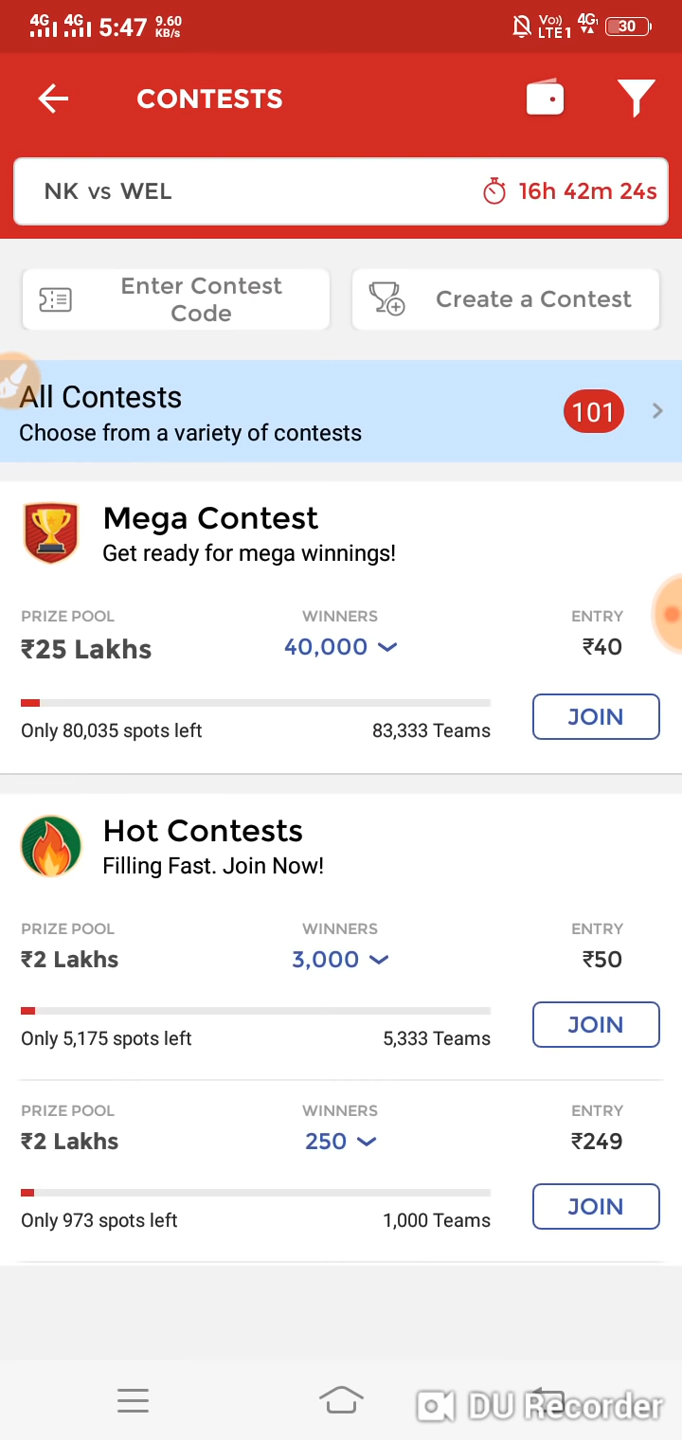 4G 4G 5:47 9.60 KB/s Vo) LTE 1 4G 30
CONTESTS
NK vs WEL 16h 42m 24s
Enter Contest
Code
Create a Contest
All Contests
Choose from a variety of contests
101
Mega Contest
Get ready for mega winnings!
PRIZE POOL WINNERS ENTRY
₹25 Lakhs 40,000 ₹40
JOIN
Only 80,035 spots left 83,333 Teams
Hot Contests
Filling Fast. Join Now!
PRIZE POOL WINNERS ENTRY
₹2 Lakhs 3,000 ₹50
JOIN
Only 5,175 spots left 5,333 Teams
PRIZE POOL WINNERS ENTRY
₹2 Lakhs 250 ₹249
JOIN
Only 973 spots left 1,000 Teams
DU Recorder